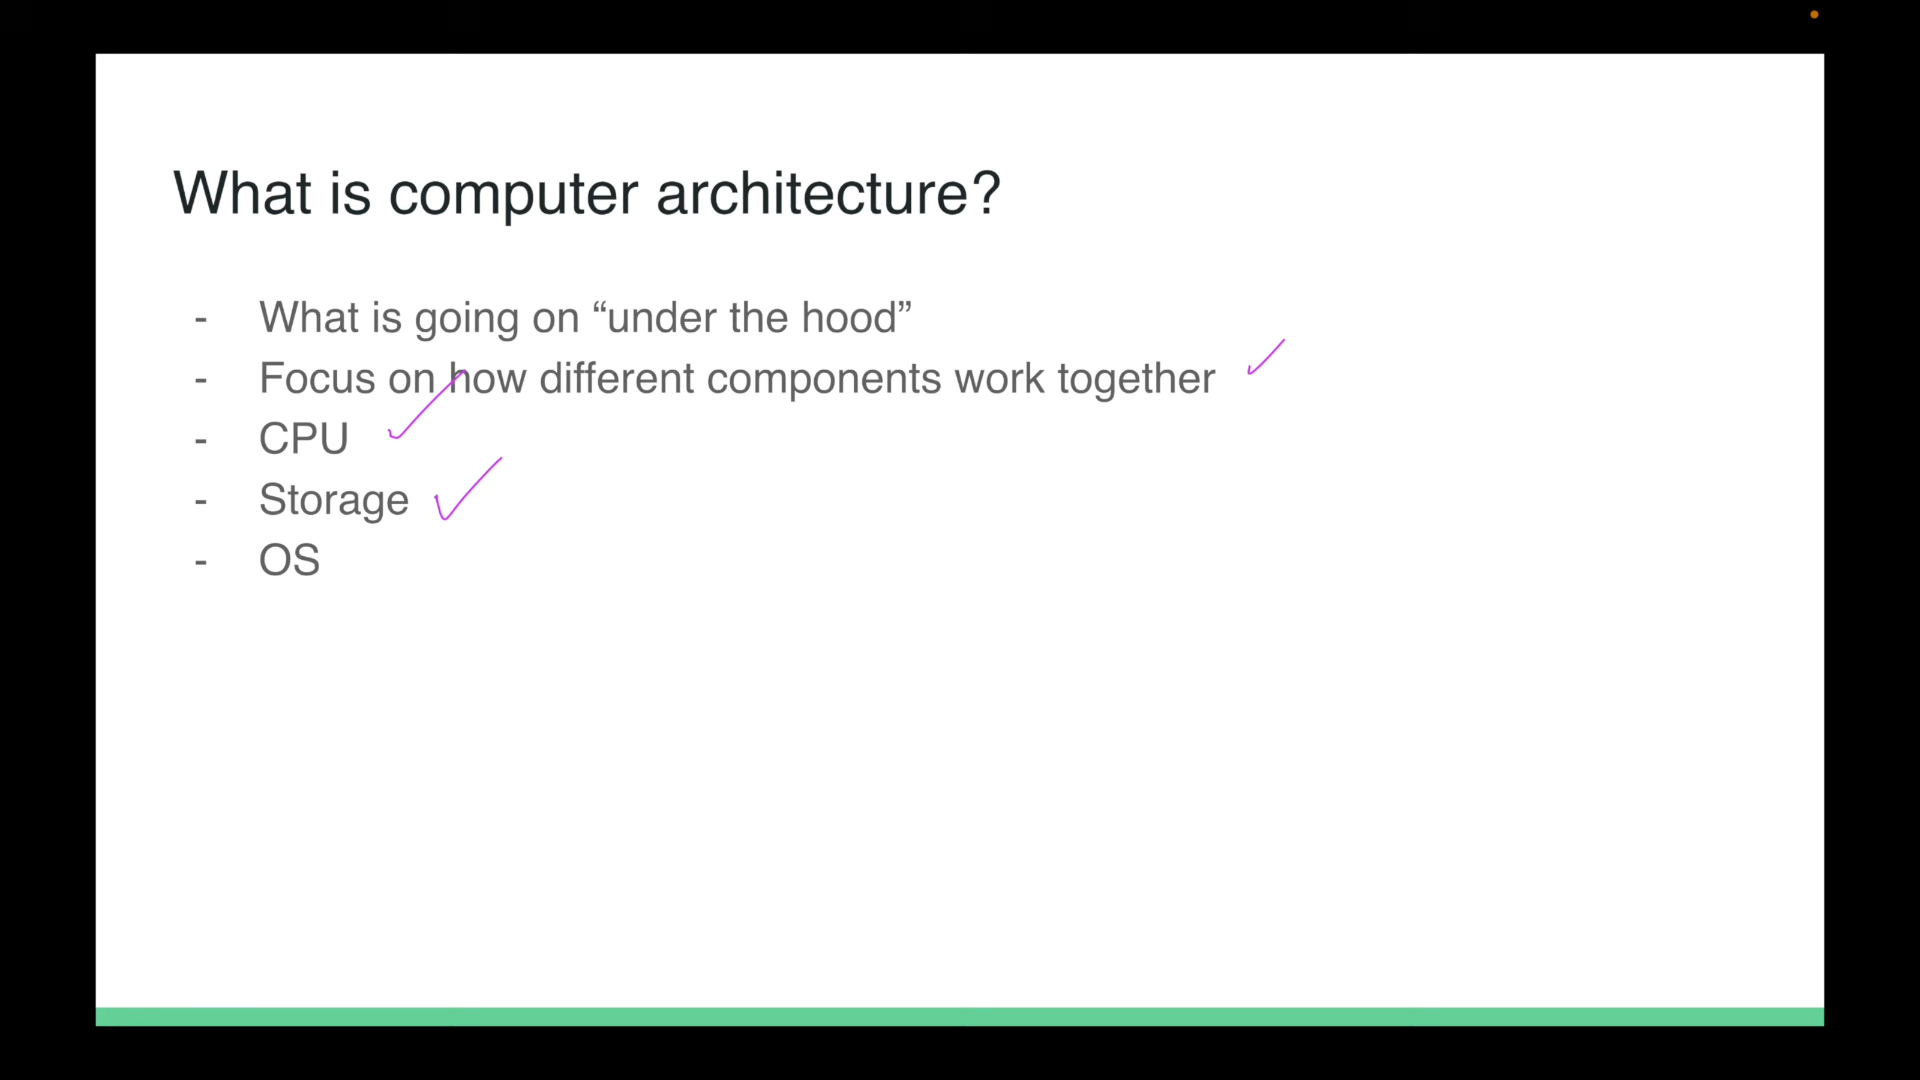 What is computer architecture?
- What is going on “under the hood”
- Focus on how different components work together
- CPU
- Storage
- OS